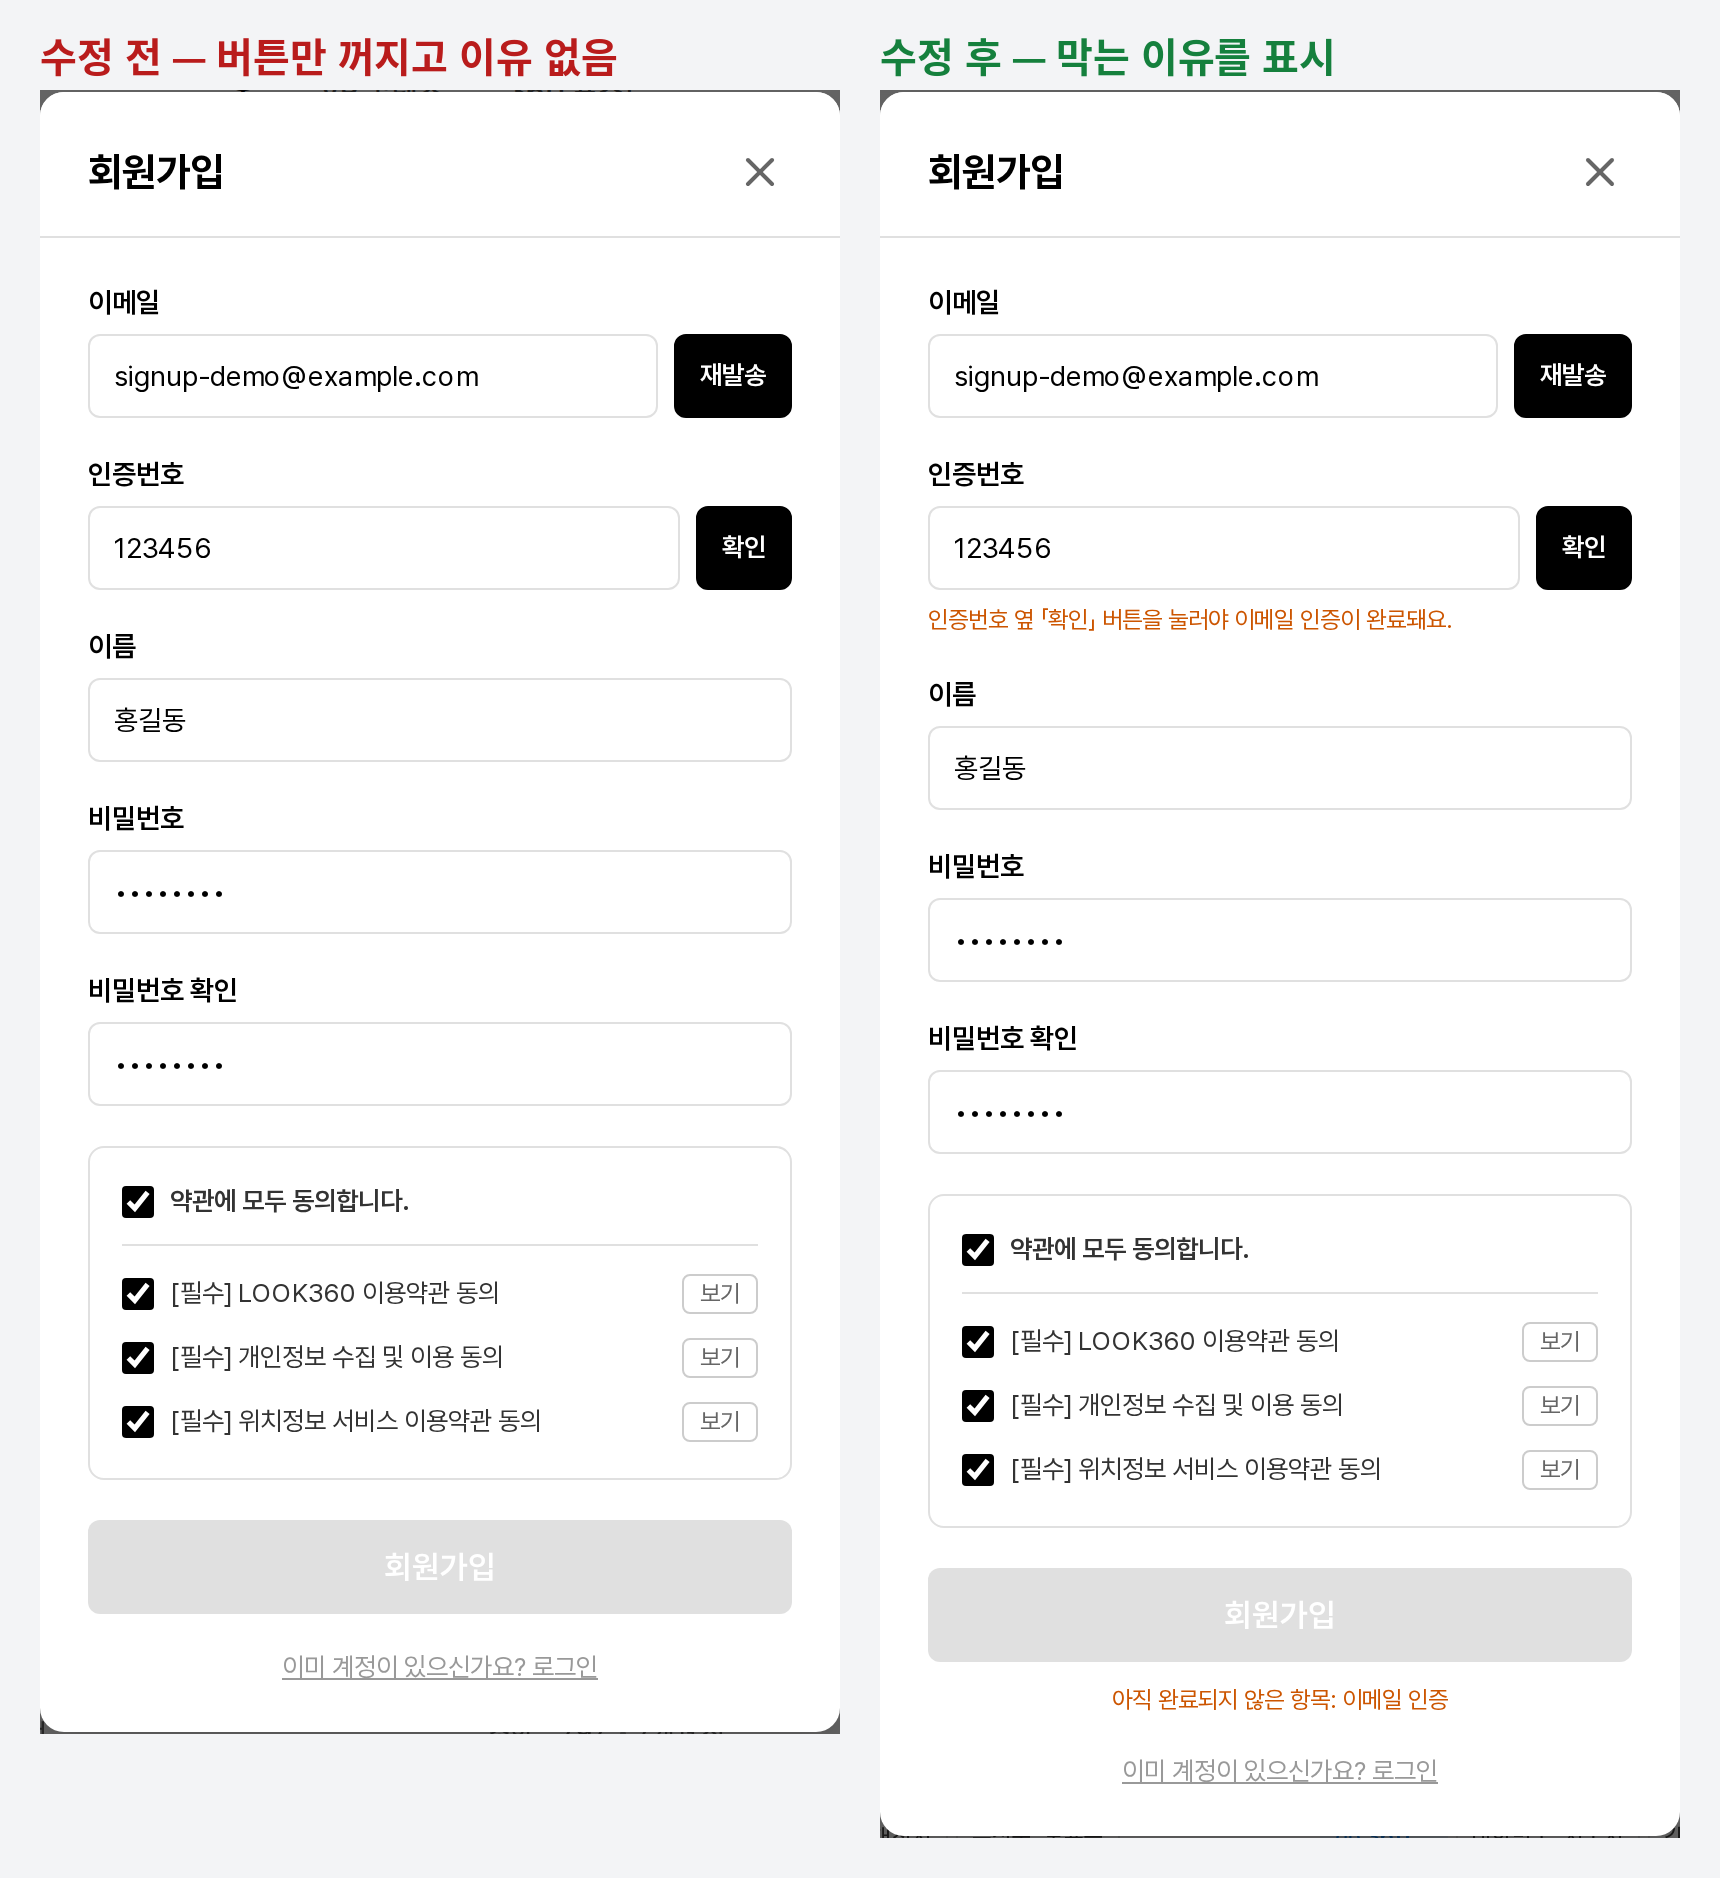 수정 전 — 버튼만 꺼지고 이유 없음
회원가입
이메일
signup-demo@example.com
재발송
인증번호
123456
확인
이름
홍길동
비밀번호
••••••••
비밀번호 확인
••••••••
약관에 모두 동의합니다.
[필수] LOOK360 이용약관 동의
보기
[필수] 개인정보 수집 및 이용 동의
보기
[필수] 위치정보 서비스 이용약관 동의
보기
회원가입
이미 계정이 있으신가요? 로그인
수정 후 — 막는 이유를 표시
회원가입
이메일
signup-demo@example.com
재발송
인증번호
123456
확인
인증번호 옆 「확인」 버튼을 눌러야 이메일 인증이 완료돼요.
이름
홍길동
비밀번호
••••••••
비밀번호 확인
••••••••
약관에 모두 동의합니다.
[필수] LOOK360 이용약관 동의
보기
[필수] 개인정보 수집 및 이용 동의
보기
[필수] 위치정보 서비스 이용약관 동의
보기
회원가입
아직 완료되지 않은 항목: 이메일 인증
이미 계정이 있으신가요? 로그인